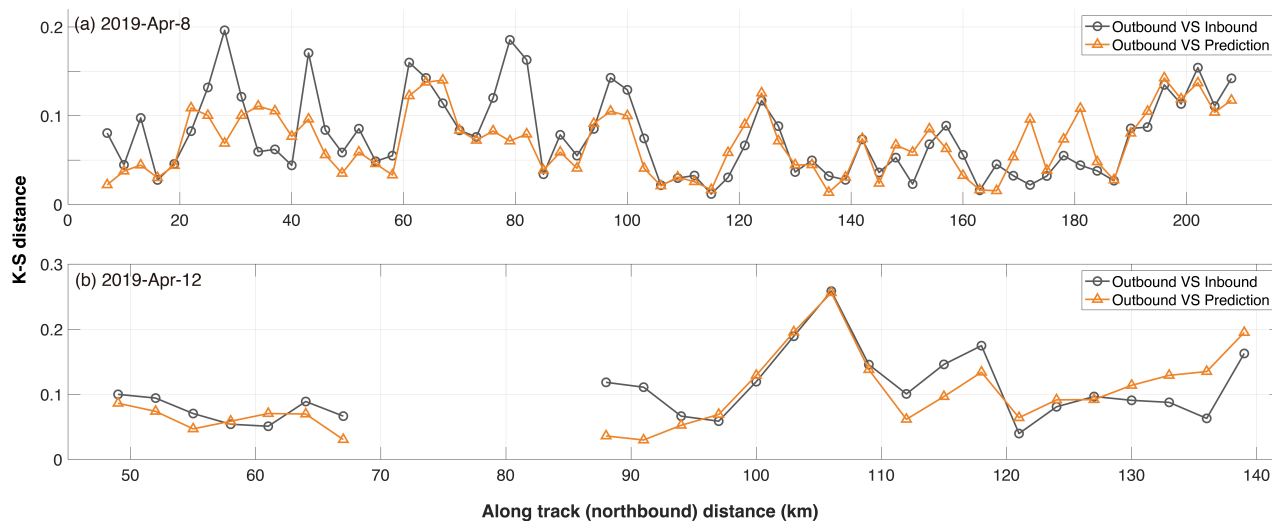 (a) 2019-Apr-8
Outbound VS Inbound
Outbound VS Prediction
0.2
0.1
0
0 20 40 60 80 100 120 140 160 180 200
K-S distance
(b) 2019-Apr-12
Outbound VS Inbound
Outbound VS Prediction
0.3
0.2
0.1
0
50 60 70 80 90 100 110 120 130 140
Along track (northbound) distance (km)